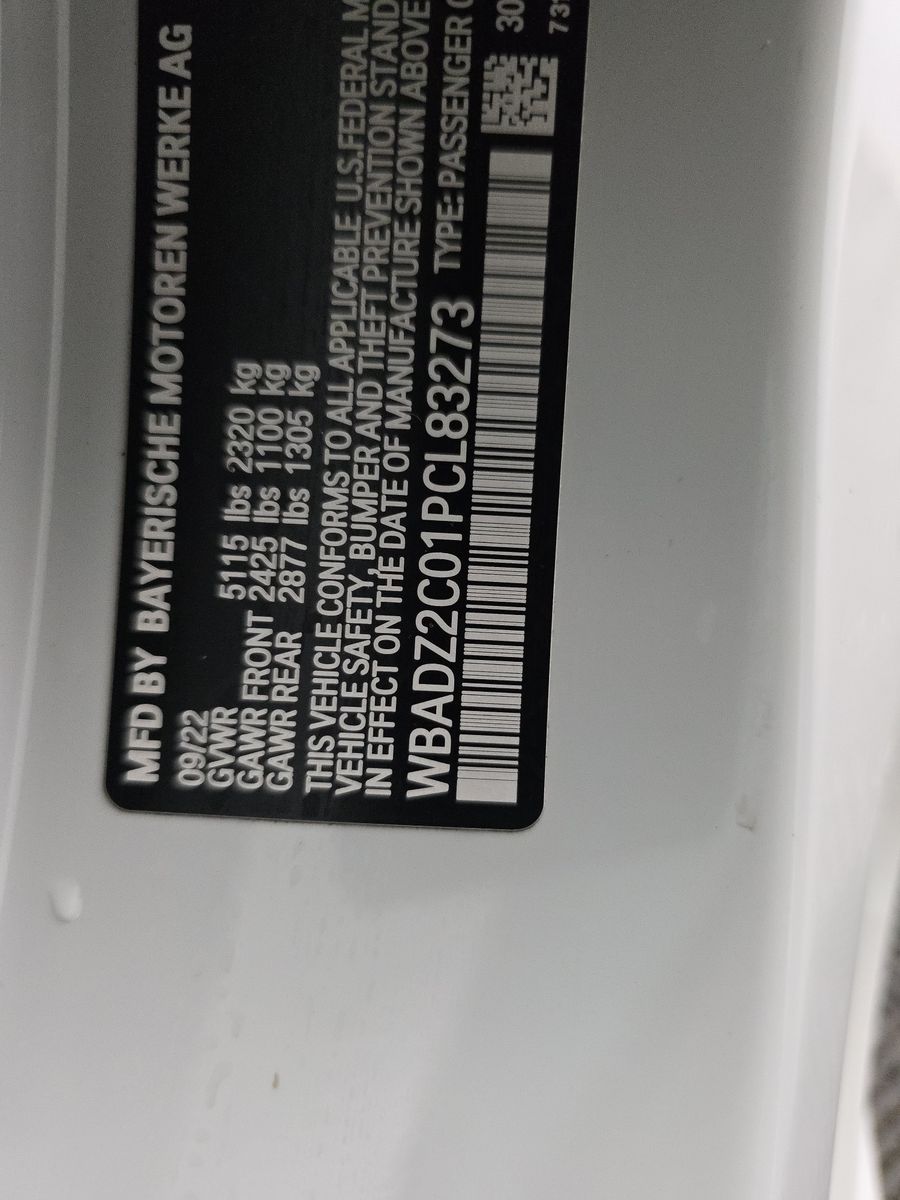 MFD BY BAYERISCHE MOTOREN WERKE AG
09/22
GVWR 5115 lbs 2320 kg
GAWR FRONT 2425 lbs 1100 kg
GAWR REAR 2877 lbs 1305 kg
THIS VEHICLE CONFORMS TO ALL APPLICABLE U.S.FEDERAL M
VEHICLE SAFETY, BUMPER AND THEFT PREVENTION STAND
IN EFFECT ON THE DATE OF MANUFACTURE SHOWN ABOVE
WBADZ2C01PCL83273 TYPE: PASSENGER
30